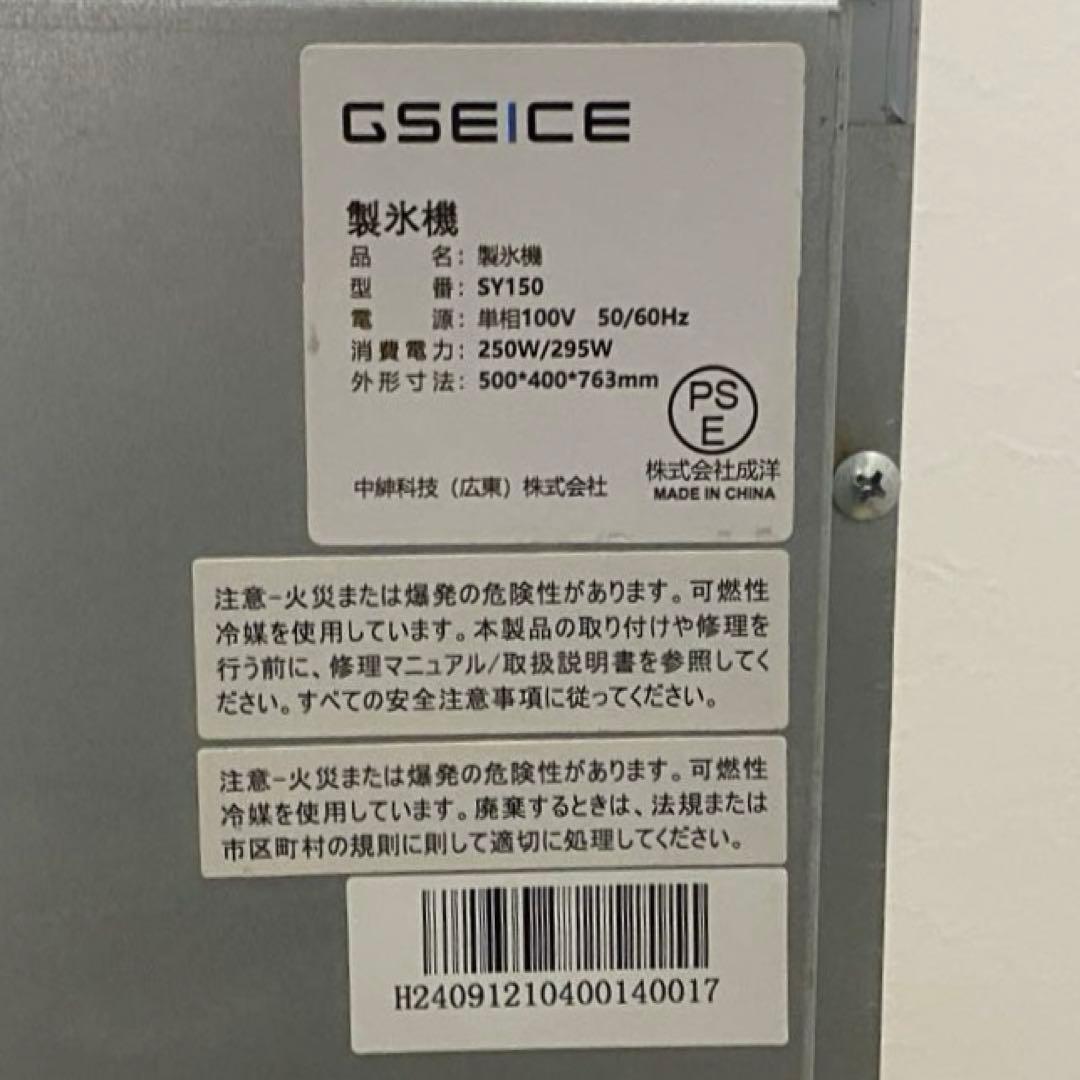 GSEICE
製氷機
品名：製氷機
型番：SY150
電源：単相100V 50/60Hz
消費電力：250W/295W
外形寸法：500*400*763mm
PS
E
株式会社成洋
MADE IN CHINA
中紳科技（広東）株式会社
注意-火災または爆発の危険性があります。可燃性
冷媒を使用しています。本製品の取り付けや修理を
行う前に、修理マニュアル/取扱説明書を参照してく
ださい。すべての安全注意事項に従ってください。
注意-火災または爆発の危険性があります。可燃性
冷媒を使用しています。廃棄するときは、法規または
市区町村の規則に則して適切に処理してください。
H24091210400140017